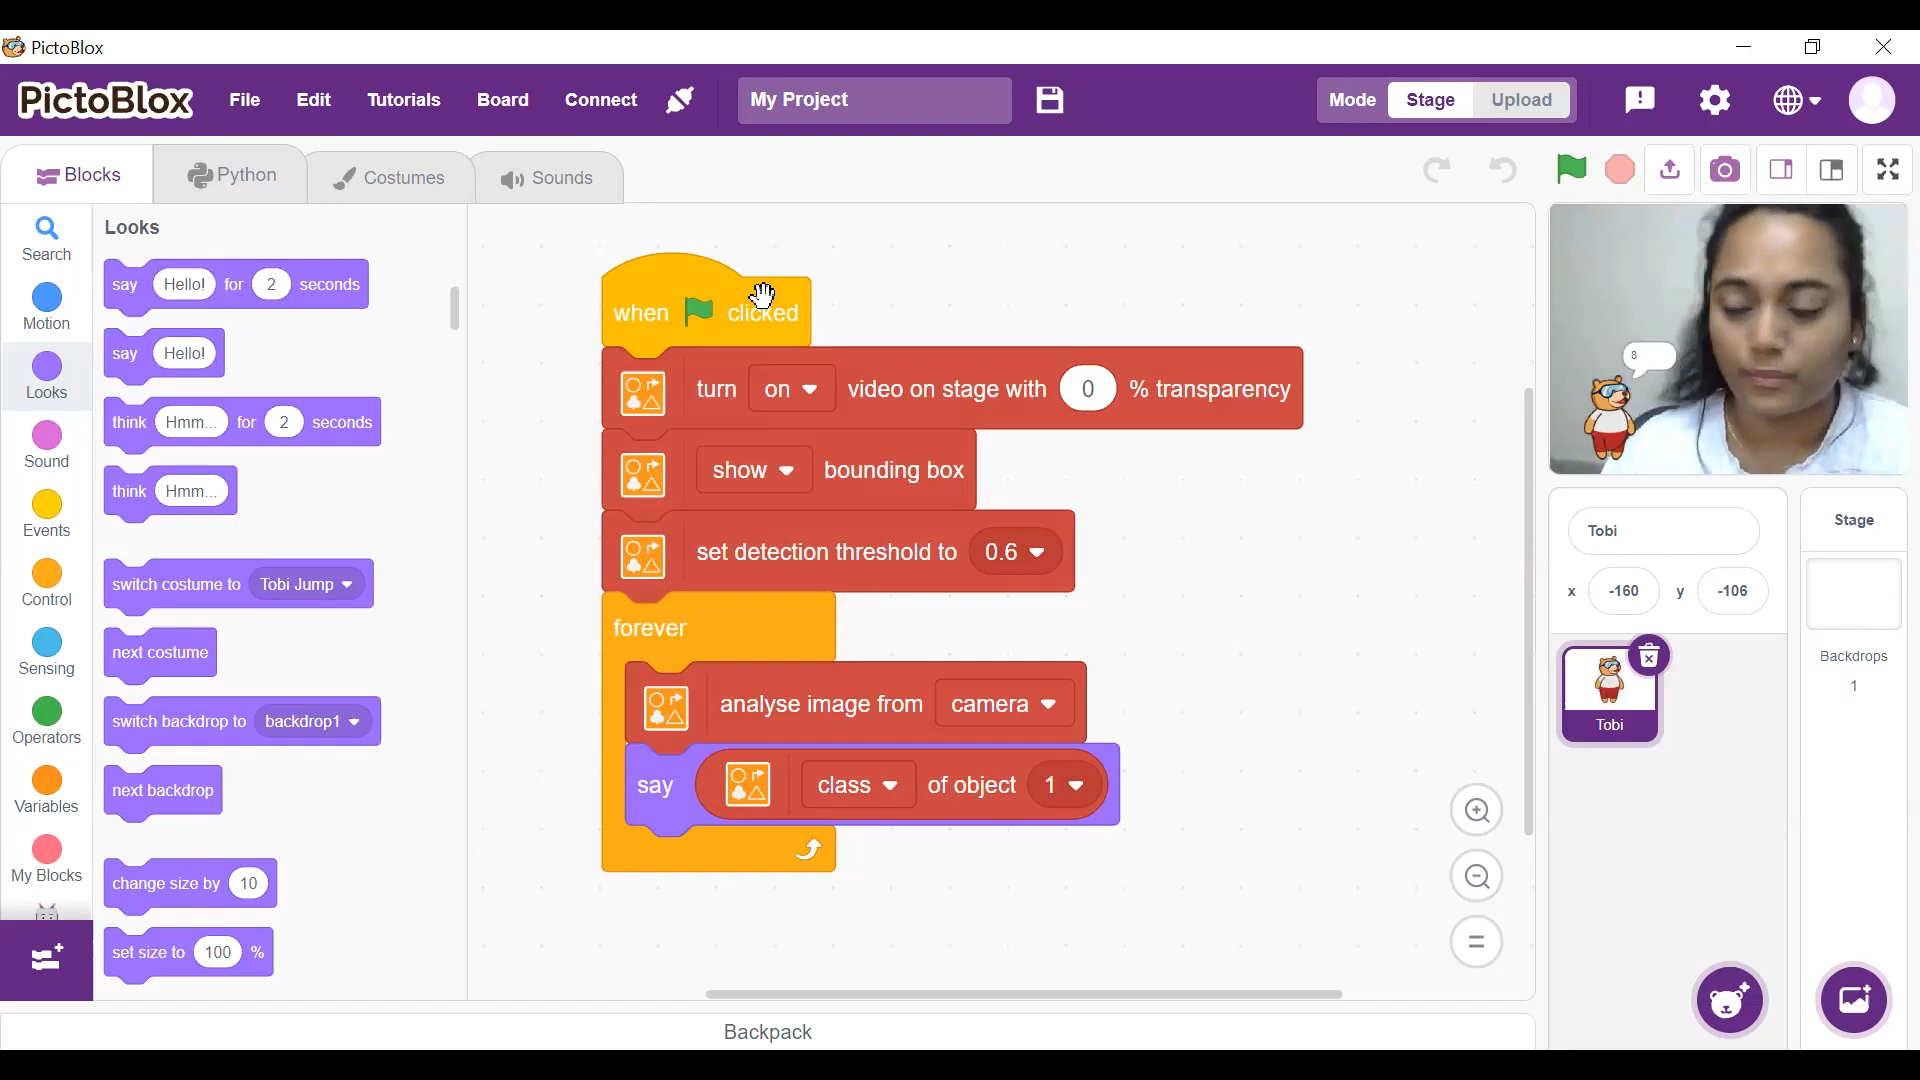 PictoBlox
PictoBlox File Edit Tutorials Board Connect My Project Mode Stage Upload
Blocks Python Costumes Sounds
Search
Motion
Looks
Sound
Events
Control
Sensing
Operators
Variables
My Blocks
Looks
say Hello! for 2 seconds
say Hello!
think Hmm... for 2 seconds
think Hmm...
switch costume to Tobi Jump
next costume
switch backdrop to backdrop1
next backdrop
change size by 10
set size to 100 %
when clicked
turn on video on stage with 0 % transparency
show bounding box
set detection threshold to 0.6
forever
analyse image from camera
say class of object 1
8
Tobi
x -160 y -106
Tobi
Stage
Backdrops
1
Backpack